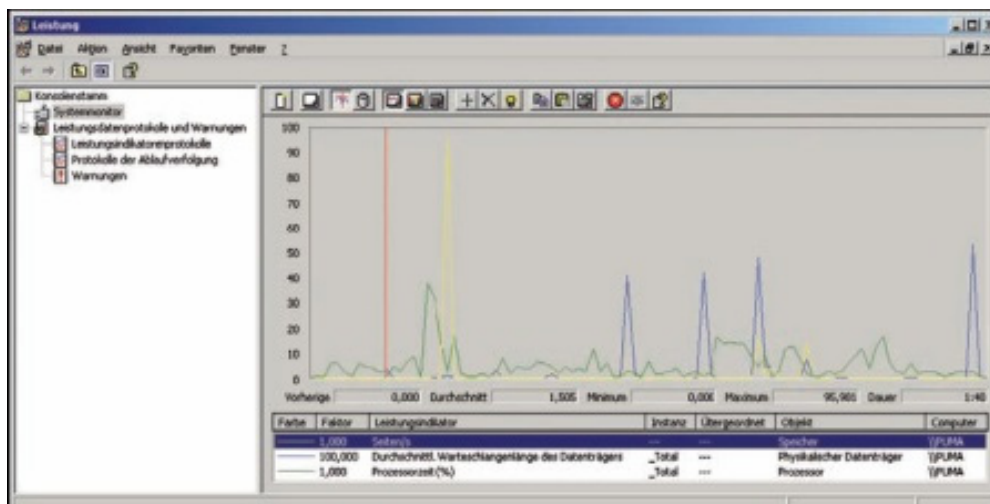 Leistung
Datei Aktion Ansicht Favoriten Fenster ?
Konsolenstamm
Systemmonitor
Leistungsdatenprotokolle und Warnungen
Leistungsindikatorenprotokolle
Protokolle der Ablaufverfolgung
Warnungen
100
90
80
70
60
50
40
30
20
10
0
Vorherige 0,000 Durchschnitt 1,505 Minimum 0,000 Maximum 95,901 Dauer 1:40
Farbe Faktor Leistungsindikator Instanz Übergeordnet Objekt Computer
1,000 Seiten/s --- --- Speicher \\PUMA
100,000 Durchschnittl. Warteschlangenlänge des Datenträgers _Total --- Physikalischer Datenträger \\PUMA
1,000 Prozessorzeit (%) _Total --- Prozessor \\PUMA